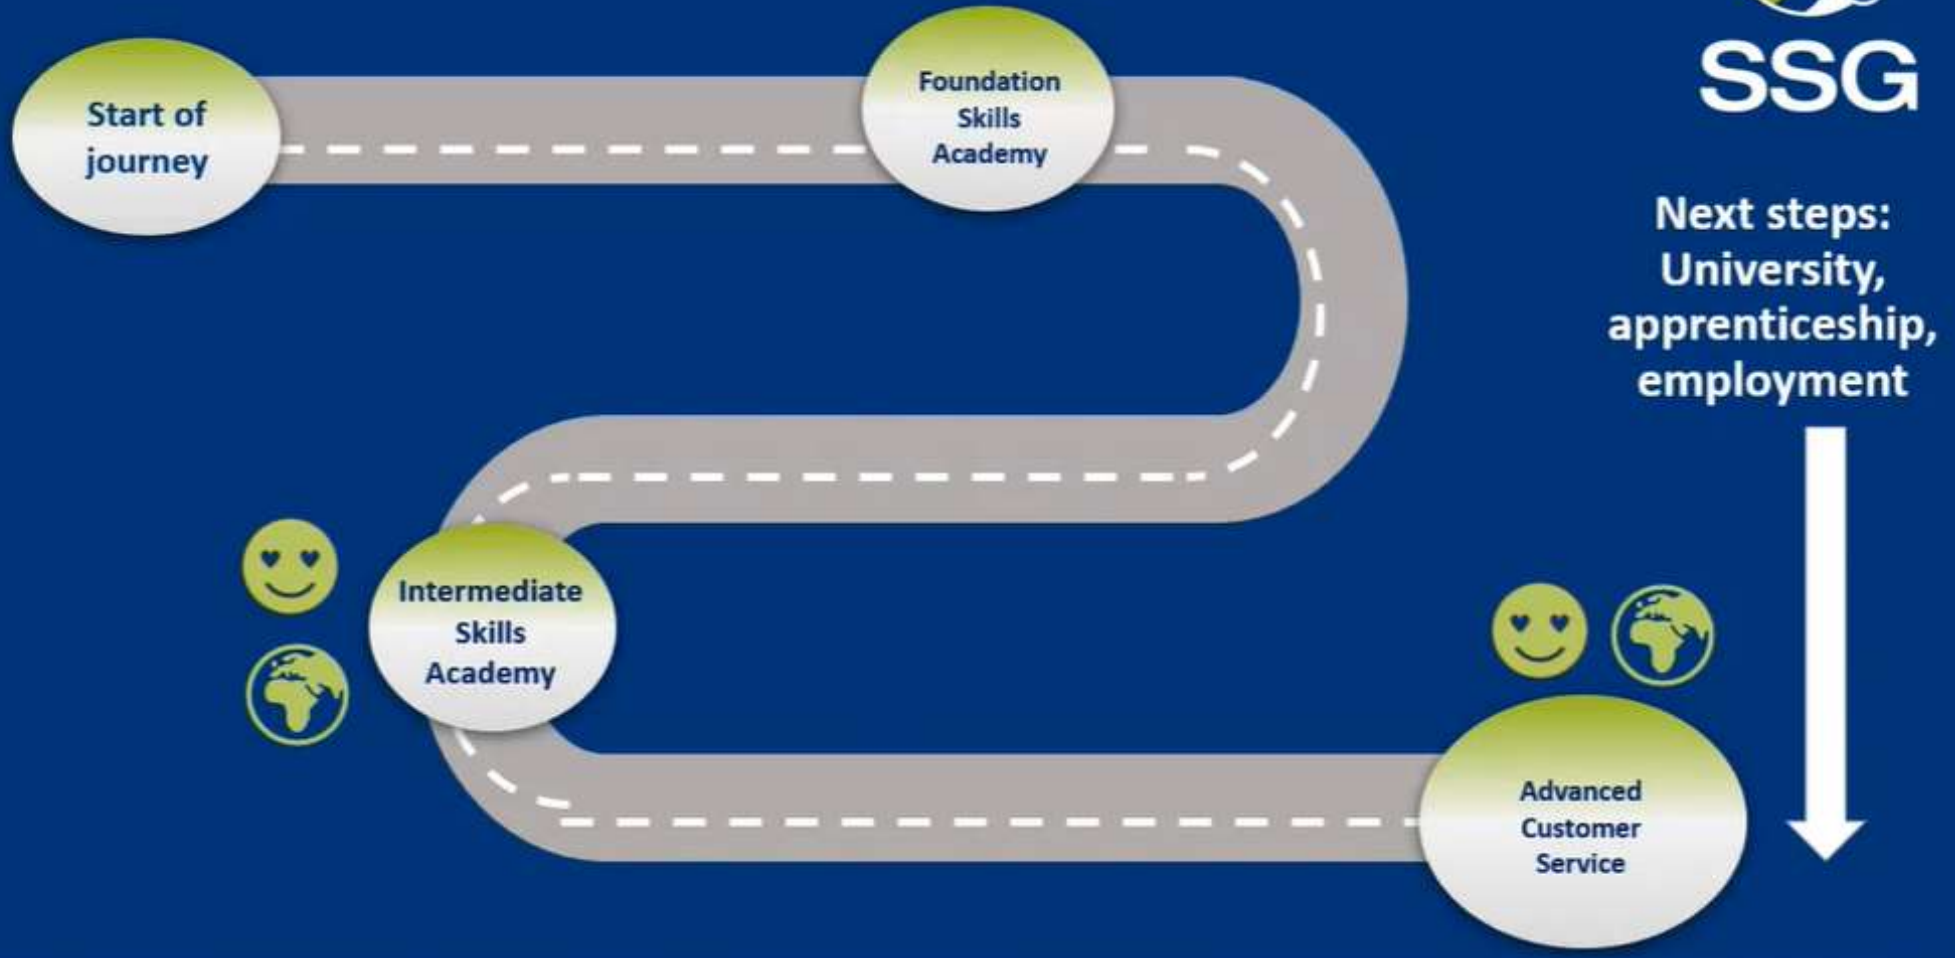 Start of
journey
Foundation
Skills
Academy
SSG
Next steps:
University,
apprenticeship,
employment
Intermediate
Skills
Academy
Advanced
Customer
Service